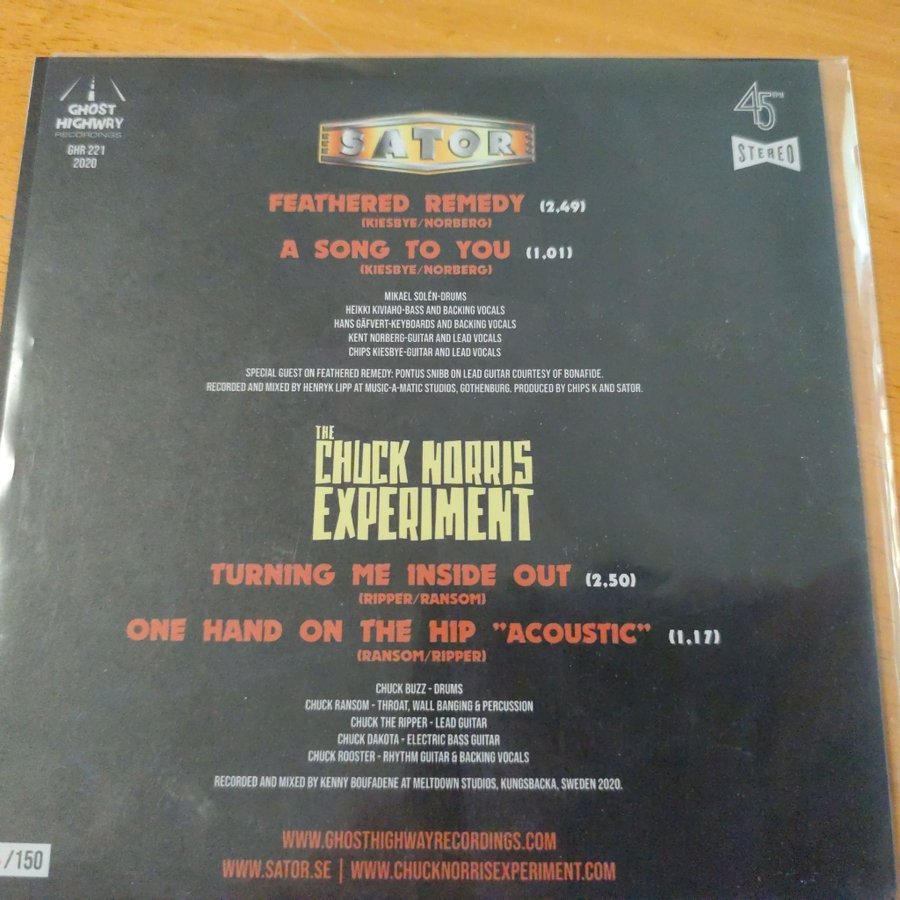 GHOST
HIGHWAY
RECORDINGS
GHR 221
2020
45RPM
STEREO
SATOR
FEATHERED REMEDY (2,49)
(KIESBYE/NORBERG)
A SONG TO YOU (1,01)
(KIESBYE/NORBERG)
MIKAEL SOLÉN-DRUMS
HEIKKI KIVIAHO-BASS AND BACKING VOCALS
HANS GÄFVERT-KEYBOARDS AND BACKING VOCALS
KENT NORBERG-GUITAR AND LEAD VOCALS
CHIPS KIESBYE-GUITAR AND LEAD VOCALS
SPECIAL GUEST ON FEATHERED REMEDY: PONTUS SNIBB ON LEAD GUITAR COURTESY OF BONAFIDE.
RECORDED AND MIXED BY HENRYK LIPP AT MUSIC-A-MATIC STUDIOS, GOTHENBURG. PRODUCED BY CHIPS K AND SATOR.
THE
CHUCK NORRIS
EXPERIMENT
TURNING ME INSIDE OUT (2,50)
(RIPPER/RANSOM)
ONE HAND ON THE HIP "ACOUSTIC" (1,17)
(RANSOM/RIPPER)
CHUCK BUZZ - DRUMS
CHUCK RANSOM - THROAT, WALL BANGING & PERCUSSION
CHUCK THE RIPPER - LEAD GUITAR
CHUCK DAKOTA - ELECTRIC BASS GUITAR
CHUCK ROOSTER - RHYTHM GUITAR & BACKING VOCALS
RECORDED AND MIXED BY KENNY BOUFADENE AT MELTDOWN STUDIOS, KUNGSBACKA, SWEDEN 2020.
/150
WWW.GHOSTHIGHWAYRECORDINGS.COM
WWW.SATOR.SE | WWW.CHUCKNORRISEXPERIMENT.COM